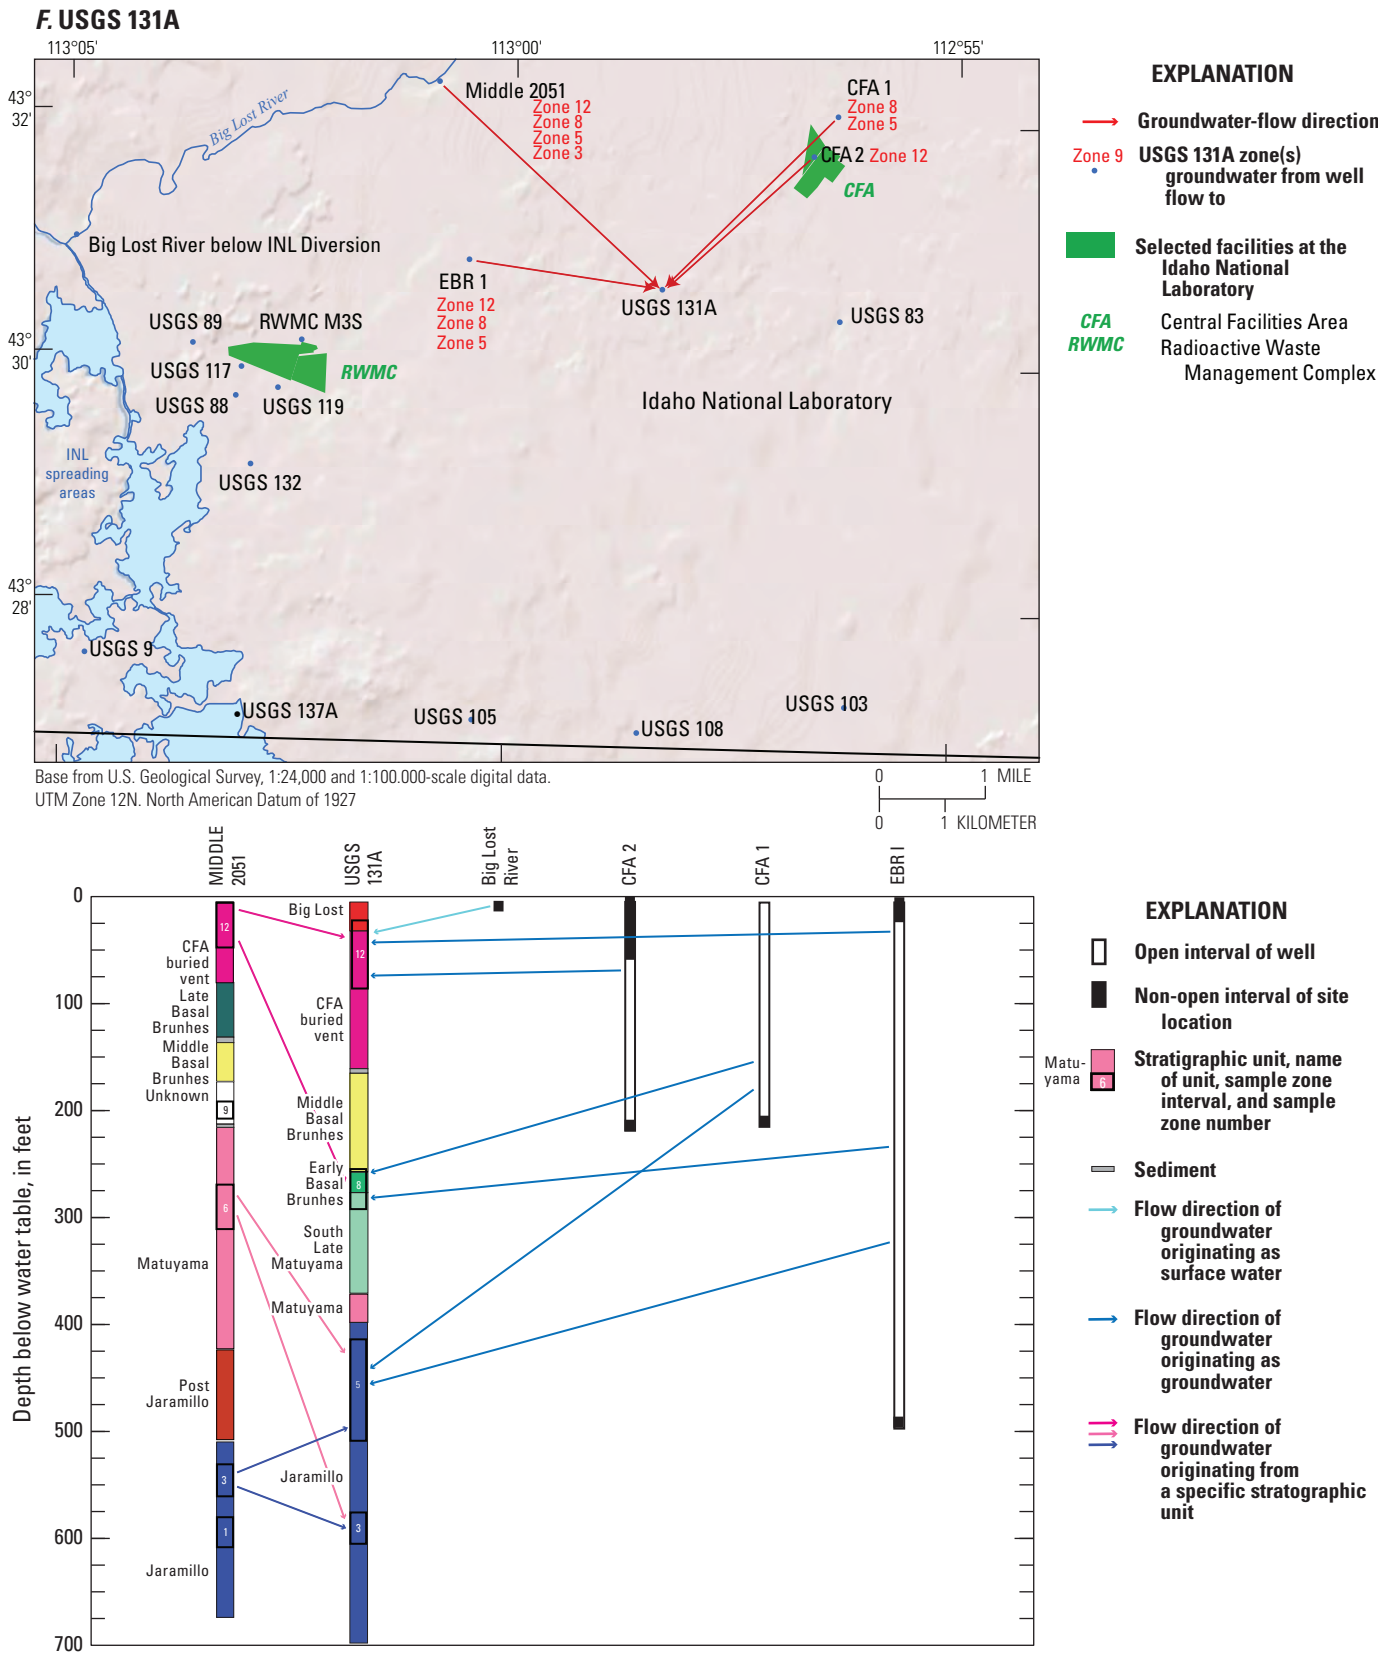 F. USGS 131A
113°05'
113°00'
112°55'
43°
32'
43°
30'
43°
28'
Big Lost River
Middle 2051
Zone 12
Zone 8
Zone 5
Zone 3
CFA 1
Zone 8
Zone 5
CFA 2 Zone 12
CFA
Big Lost River below INL Diversion
EBR 1
Zone 12
Zone 8
Zone 5
USGS 131A
USGS 83
USGS 89
RWMC M3S
USGS 117
RWMC
USGS 88
USGS 119
Idaho National Laboratory
INL
spreading
areas
USGS 132
USGS 9
USGS 137A
USGS 105
USGS 108
USGS 103
Base from U.S. Geological Survey, 1:24,000 and 1:100.000-scale digital data.
UTM Zone 12N. North American Datum of 1927
0 1 MILE
0 1 KILOMETER
EXPLANATION
Groundwater-flow direction
Zone 9 USGS 131A zone(s)
groundwater from well
flow to
Selected facilities at the
Idaho National
Laboratory
CFA Central Facilities Area
RWMC Radioactive Waste
Management Complex
MIDDLE
2051
USGS
131A
Big Lost
River
CFA 2
CFA 1
EBR I
Depth below water table, in feet
0
100
200
300
400
500
600
700
12
CFA
buried
vent
Late
Basal
Brunhes
Middle
Basal
Brunhes
Unknown
9
6
Matuyama
Post
Jaramillo
3
1
Jaramillo
Big Lost
12
CFA
buried
vent
Middle
Basal
Brunhes
Early
Basal
Brunhes
8
South
Late
Matuyama
Matuyama
5
Jaramillo
3
EXPLANATION
Open interval of well
Non-open interval of site
location
Matu-
yama
6
Stratigraphic unit, name
of unit, sample zone
interval, and sample
zone number
Sediment
Flow direction of
groundwater
originating as
surface water
Flow direction of
groundwater
originating as
groundwater
Flow direction of
groundwater
originating from
a specific stratographic
unit